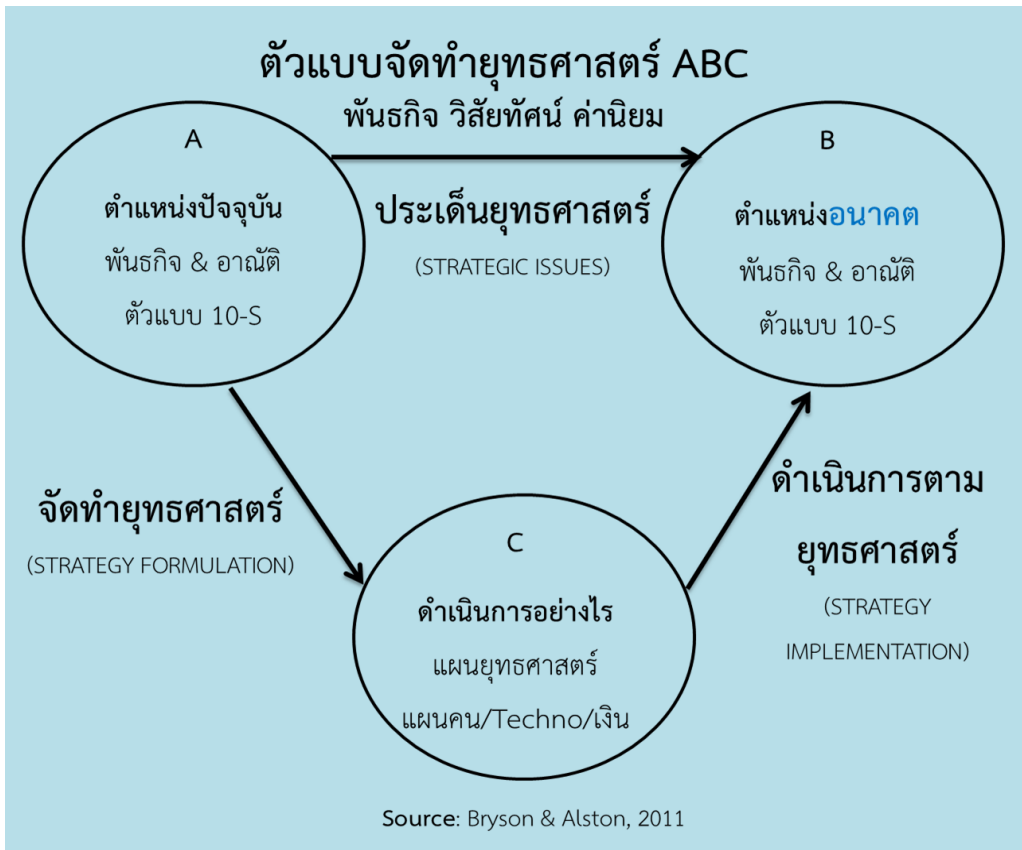 ตัวแบบจัดทำยุทธศาสตร์ ABC
พันธกิจ วิสัยทัศน์ ค่านิยม
A
ตำแหน่งปัจจุบัน
พันธกิจ & อาณัติ
ตัวแบบ 10-S
ประเด็นยุทธศาสตร์
(STRATEGIC ISSUES)
B
ตำแหน่งอนาคต
พันธกิจ & อาณัติ
ตัวแบบ 10-S
จัดทำยุทธศาสตร์
(STRATEGY FORMULATION)
C
ดำเนินการอย่างไร
แผนยุทธศาสตร์
แผนคน/Techno/เงิน
ดำเนินการตาม
ยุทธศาสตร์
(STRATEGY
IMPLEMENTATION)
Source: Bryson & Alston, 2011